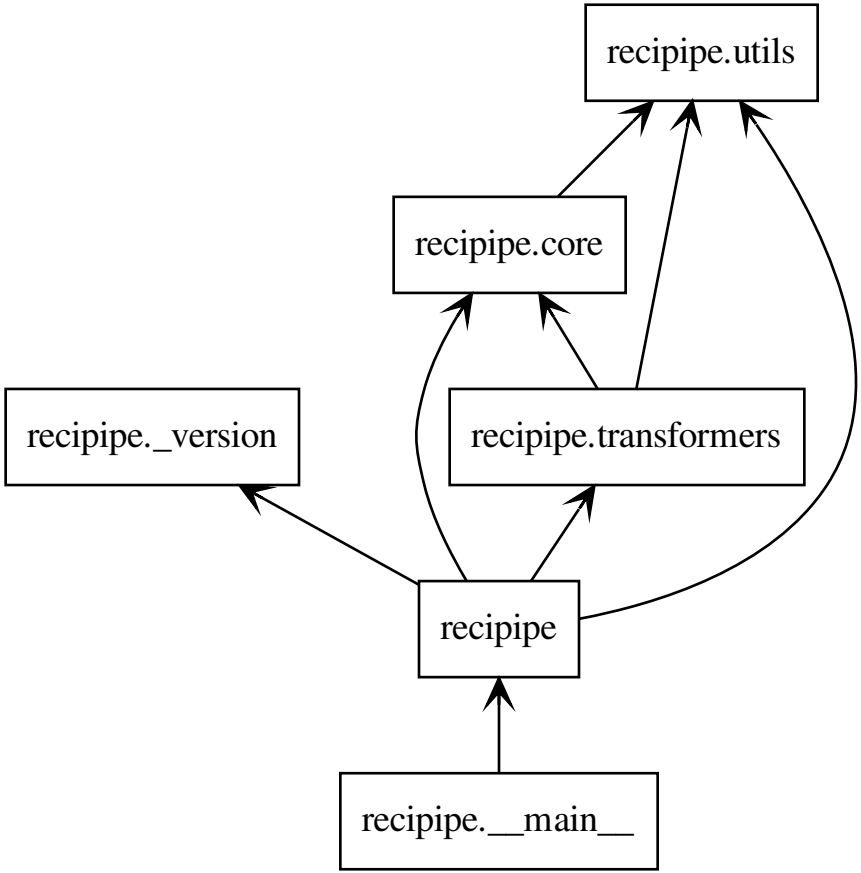 recipipe.utils
recipipe.core
recipipe._version
recipipe.transformers
recipipe
recipipe.__main__